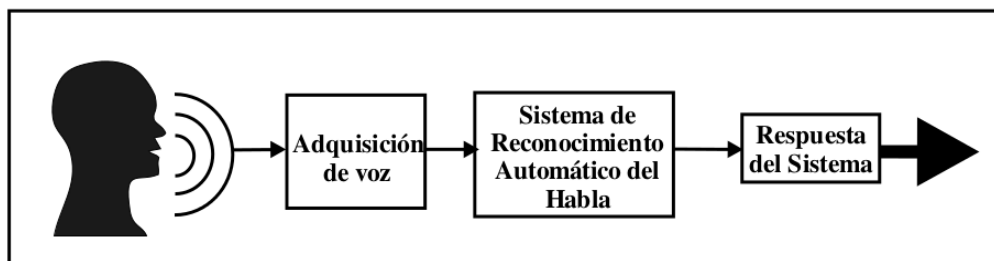 Adquisición
de voz
Sistema de
Reconocimiento
Automático del
Habla
Respuesta
del Sistema